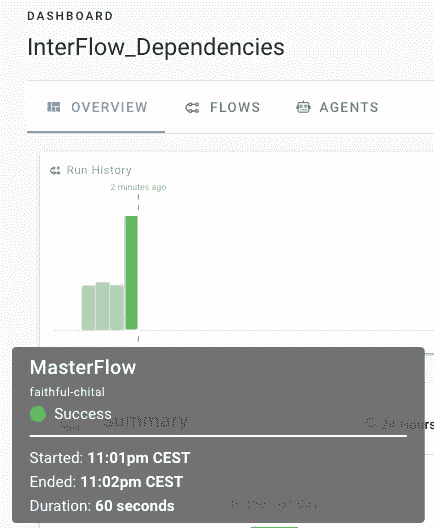 DASHBOARD
InterFlow_Dependencies
OVERVIEW FLOWS AGENTS
Run History
2 minutes ago
MasterFlow
faithful-chital
Success
Summary
Hours
Started: 11:01pm CEST
Ended: 11:02pm CEST
Duration: 60 seconds